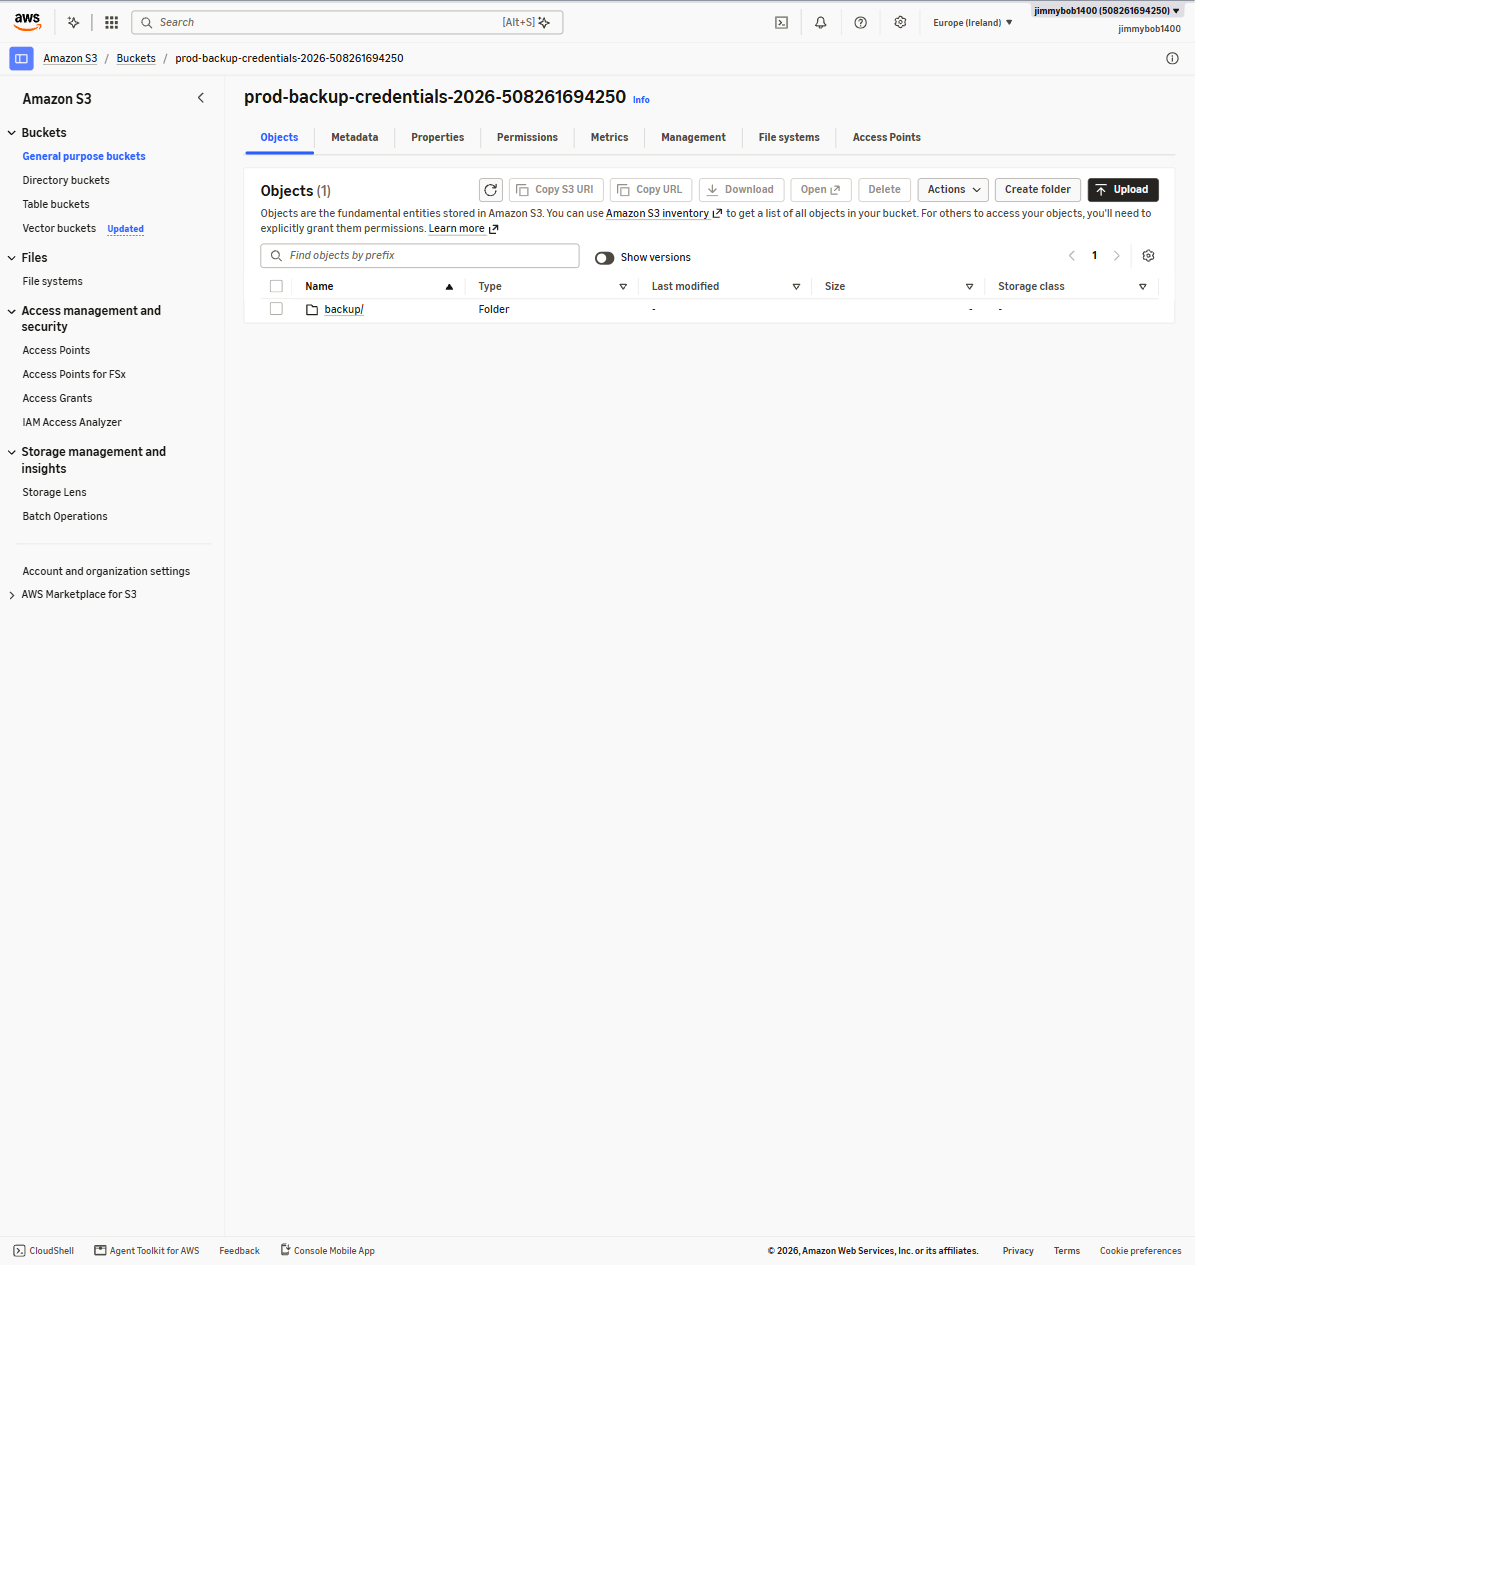 aws
Search
[Alt+S]
Europe (Ireland)
jimmybob1400 (508261694250)
jimmybob1400
Amazon S3 / Buckets / prod-backup-credentials-2026-508261694250
Amazon S3
Buckets
General purpose buckets
Directory buckets
Table buckets
Vector buckets Updated
Files
File systems
Access management and
security
Access Points
Access Points for FSx
Access Grants
IAM Access Analyzer
Storage management and
insights
Storage Lens
Batch Operations
Account and organization settings
AWS Marketplace for S3
prod-backup-credentials-2026-508261694250 Info
Objects Metadata Properties Permissions Metrics Management File systems Access Points
Objects (1)
Copy S3 URI Copy URL Download Open Delete Actions Create folder Upload
Objects are the fundamental entities stored in Amazon S3. You can use Amazon S3 inventory to get a list of all objects in your bucket. For others to access your objects, you'll need to
explicitly grant them permissions. Learn more
Find objects by prefix
Show versions
1
Name Type Last modified Size Storage class
backup/ Folder - - -
CloudShell Agent Toolkit for AWS Feedback Console Mobile App
© 2026, Amazon Web Services, Inc. or its affiliates. Privacy Terms Cookie preferences